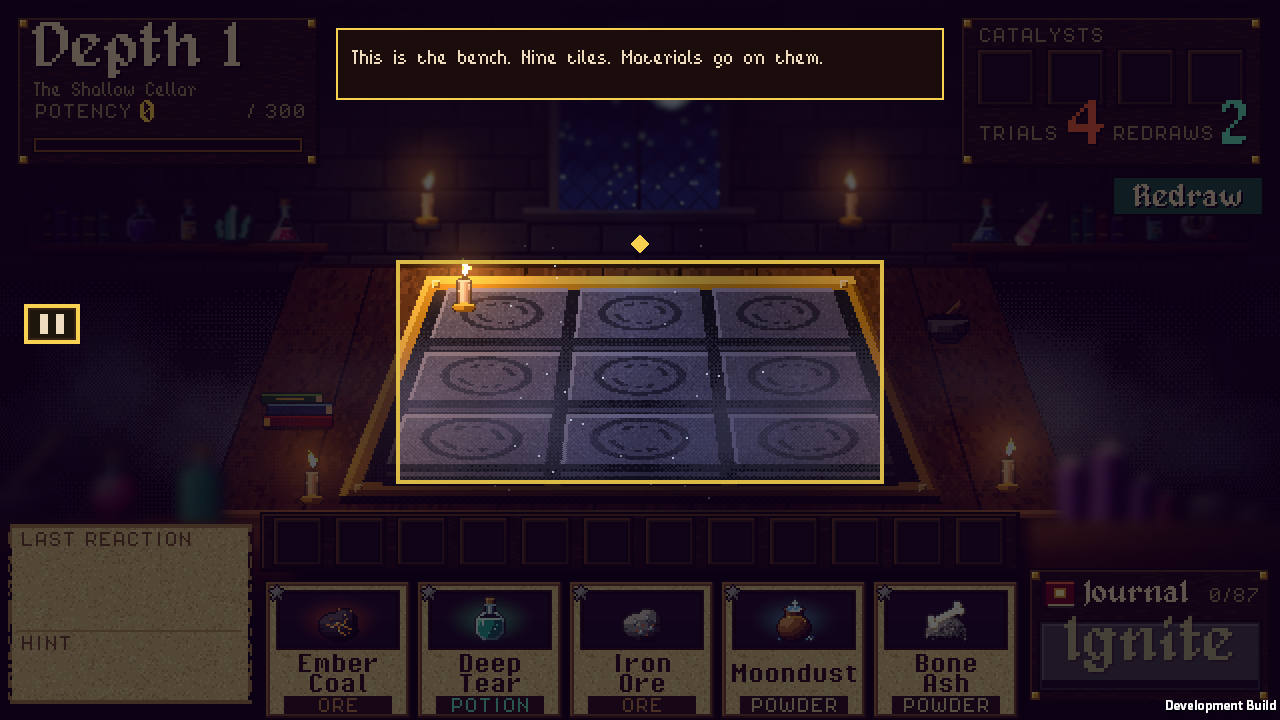 Depth 1
The Shallow Cellar
POTENCY 0 / 300
This is the bench. Nine tiles. Materials go on them.
CATALYSTS
TRIALS 4 REDRAWS 2
Redraw
LAST REACTION
HINT
Ember Coal
ORE
Deep Tear
POTION
Iron Ore
ORE
Moondust
POWDER
Bone Ash
POWDER
Journal 0/87
Ignite
Development Build